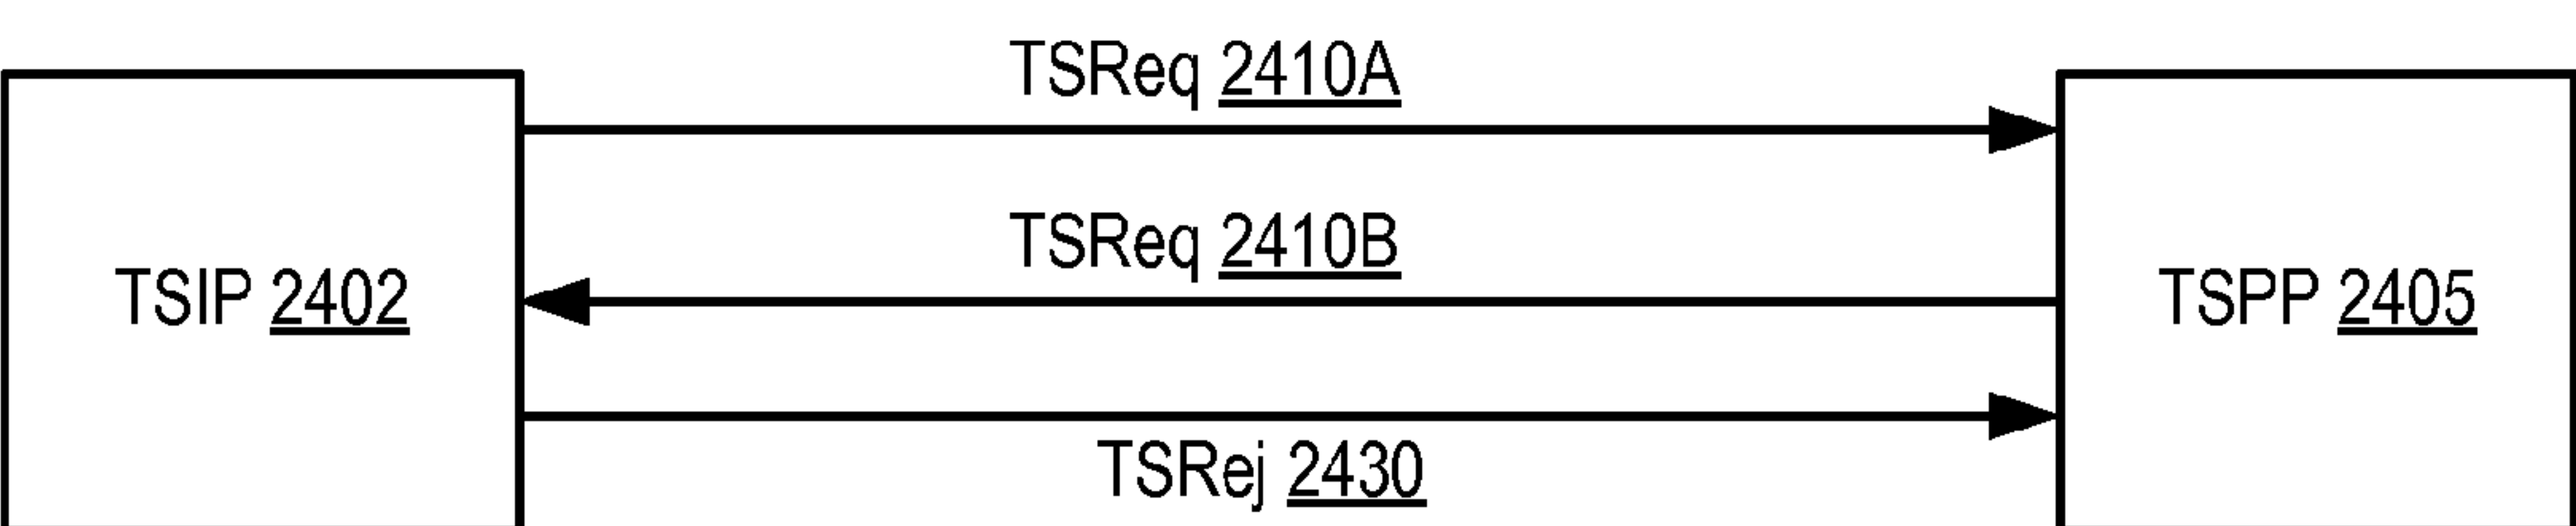 TSReq 2410A
TSReq 2410B
TSIP 2402
TSPP 2405
TSRej 2430